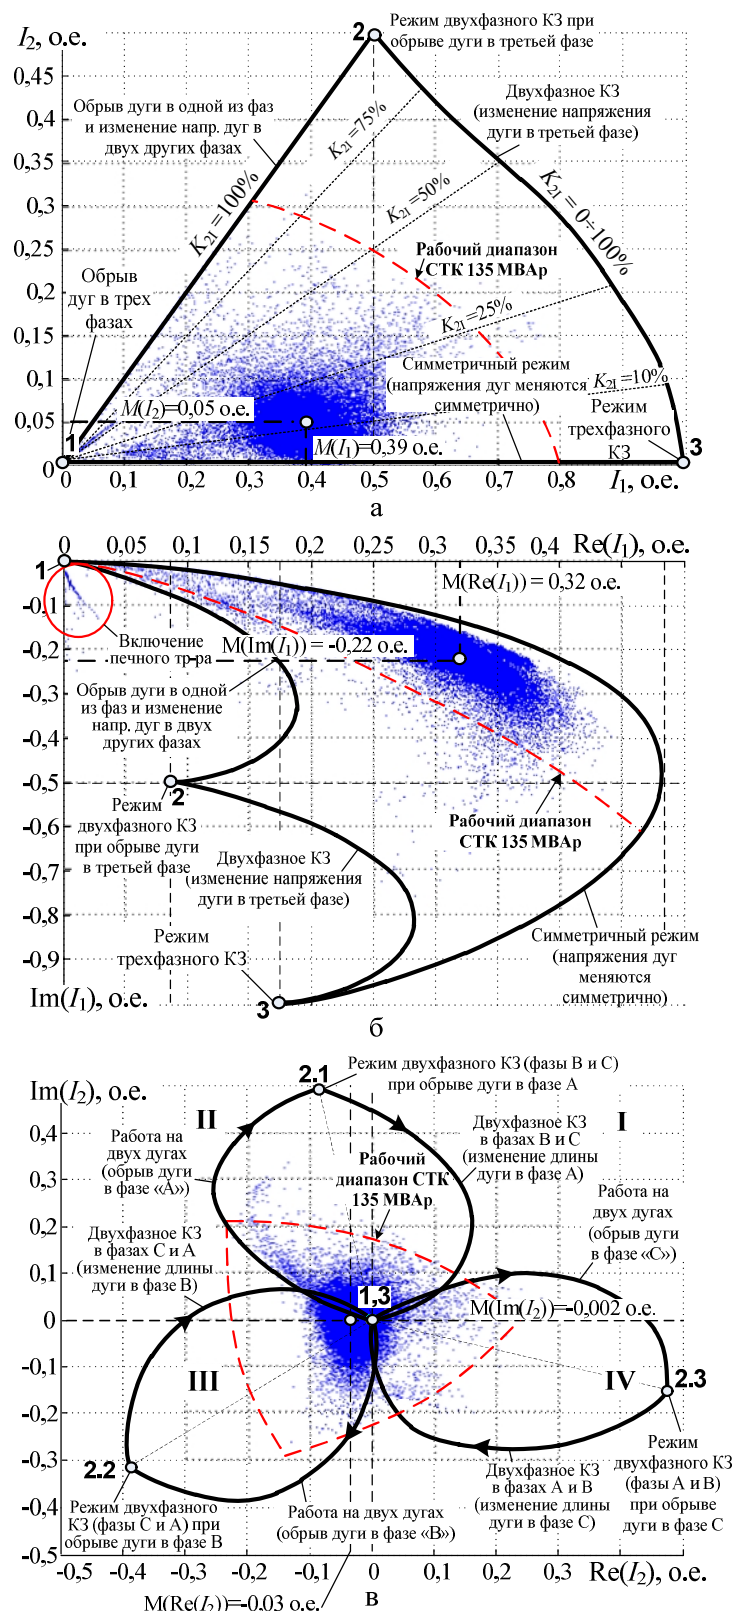 I2, о.е.
2
Режим двухфазного КЗ при
обрыве дуги в третьей фазе
0,45
0,4
0,35
0,3
0,25
0,2
0,15
0,1
0,05
0
Обрыв дуги в одной из фаз
и изменение напр. дуг в
двух других фазах
Двухфазное КЗ
(изменение напряжения
дуги в третьей фазе)
K21=75%
K21=50%
K21=100%
K21=0÷100%
Рабочий диапазон
СТК 135 МВАр
Обрыв
дуг в трех
фазах
K21=25%
Симметричный режим
(напряжения дуг меняются
симметрично)
K21=10%
M(I2)=0,05 о.е.
Режим
трехфазного
КЗ
1
M(I1)=0,39 о.е.
3
0 0,1 0,2 0,3 0,4 0,5 0,6 0,7 0,8 I1, о.е.
а
0 0,05 0,1 0,175 0,2 0,25 0,3 0,35 0,4 Re(I1), о.е.
1
-0,1
-0,2
-0,3
-0,4
-0,5
-0,6
-0,7
-0,8
-0,9
Im(I1), о.е.
M(Re(I1)) = 0,32 о.е.
Включение
печного тр-ра
M(Im(I1)) = -0,22 о.е.
Обрыв дуги в одной
из фаз и изменение
напр. дуг в двух
других фазах
2
Режим
двухфазного КЗ
при обрыве дуги
в третьей фазе
Рабочий диапазон
СТК 135 МВАр
Двухфазное КЗ
(изменение напряжения
дуги в третьей фазе)
Режим
трехфазного КЗ
Симметричный режим
(напряжения дуг
меняются
симметрично)
3
б
Im(I2), о.е.
2.1
Режим двухфазного КЗ (фазы В и С)
при обрыве дуги в фазе А
II
I
0,4
0,3
0,2
0,1
0
-0,1
-0,2
-0,3
-0,4
-0,5
Работа на
двух дугах
(обрыв дуги
в фазе «А»)
Двухфазное КЗ
в фазах В и С
(изменение длины
дуги в фазе А)
Рабочий
диапазон СТК
135 МВАр
Работа на
двух дугах
(обрыв дуги
в фазе «С»)
Двухфазное КЗ
в фазах С и А
(изменение длины
дуги в фазе В)
1,3
M(Im(I2))=-0,002 о.е.
III
IV
2.3
2.2
Режим двухфазного
КЗ (фазы С и А) при
обрыве дуги в фазе В
Работа на двух дугах
(обрыв дуги в фазе «В»)
Двухфазное КЗ
в фазах А и В
(изменение длины
дуги в фазе С)
Режим
двухфазного КЗ
(фазы А и В)
при обрыве
дуги в фазе С
-0,5 -0,4 -0,3 -0,2 -0,1 0 0,1 0,2 0,3 Re(I2), о.е.
M(Re(I2))=-0,03 о.е.
в